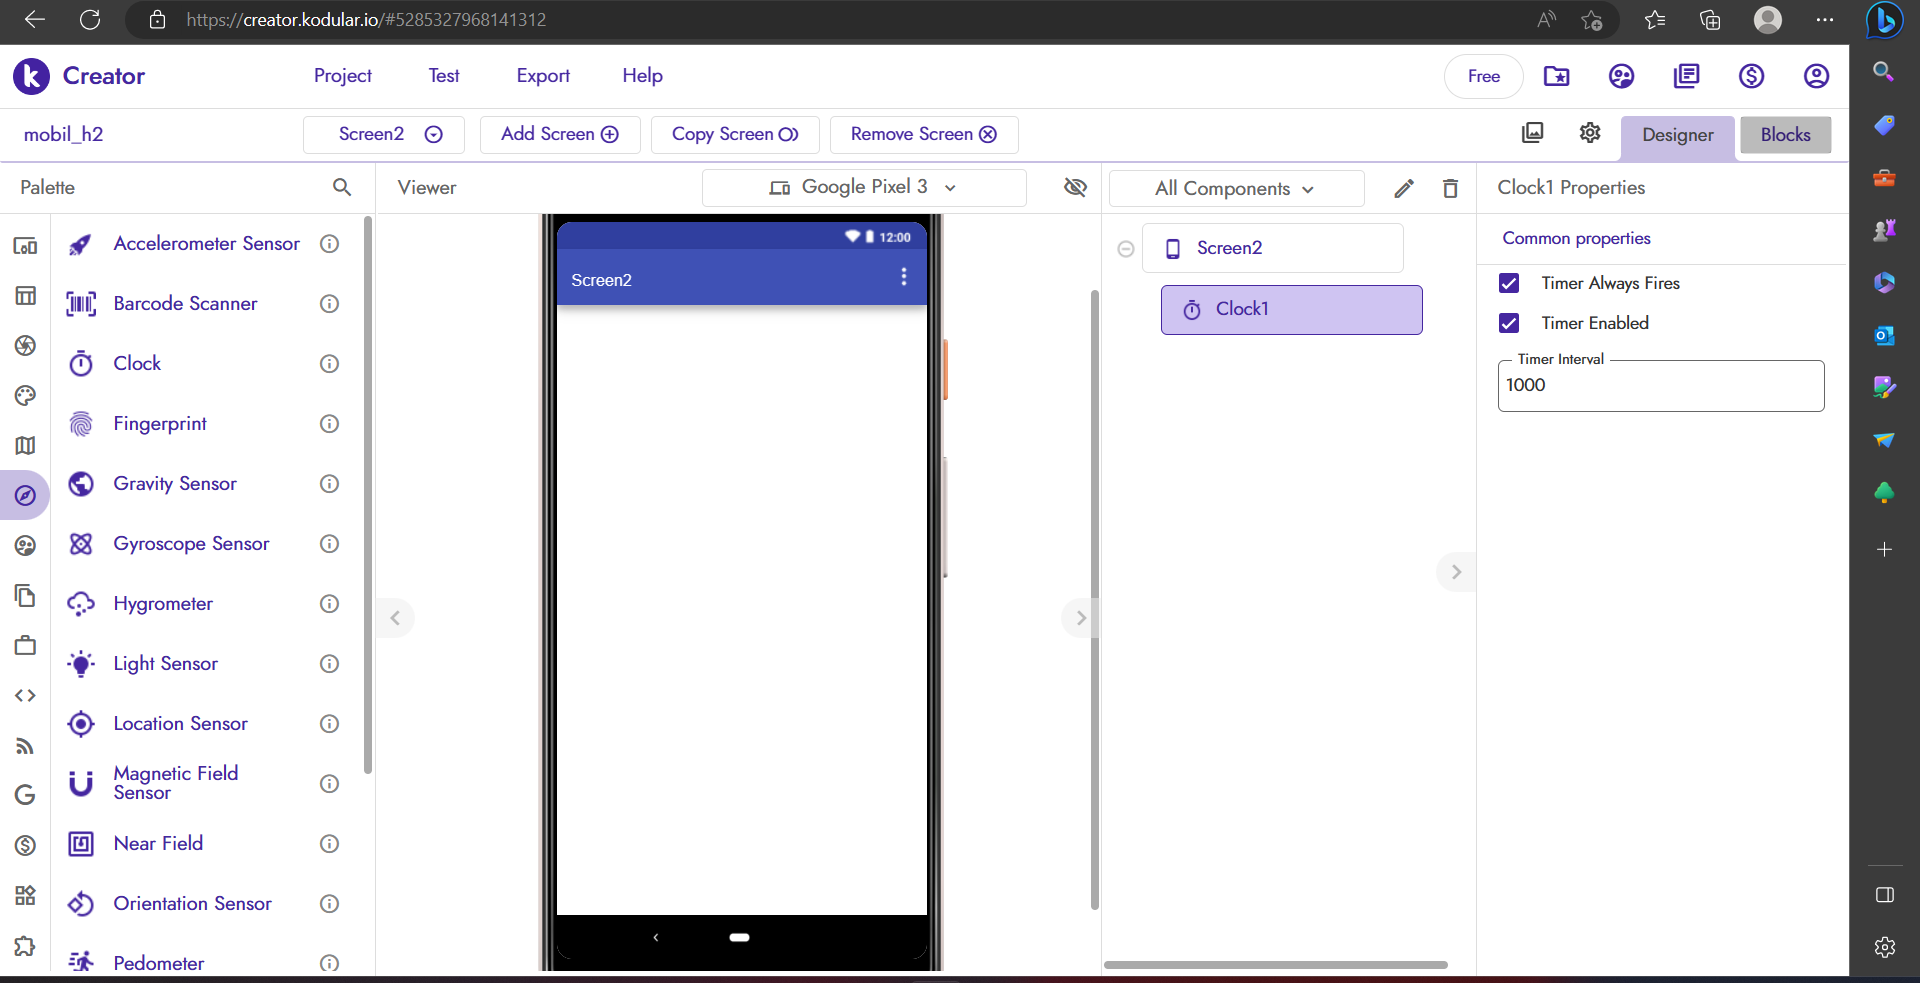 https://creator.kodular.io/#5285327968141312
Creator
Project
Test
Export
Help
Free
mobil_h2
Screen2
Add Screen
Copy Screen
Remove Screen
Designer
Blocks
Palette
Viewer
Google Pixel 3
All Components
Clock1 Properties
Accelerometer Sensor
Barcode Scanner
Clock
Fingerprint
Gravity Sensor
Gyroscope Sensor
Hygrometer
Light Sensor
Location Sensor
Magnetic Field
Sensor
Near Field
Orientation Sensor
Pedometer
12:00
Screen2
Screen2
Clock1
Common properties
Timer Always Fires
Timer Enabled
Timer Interval
1000